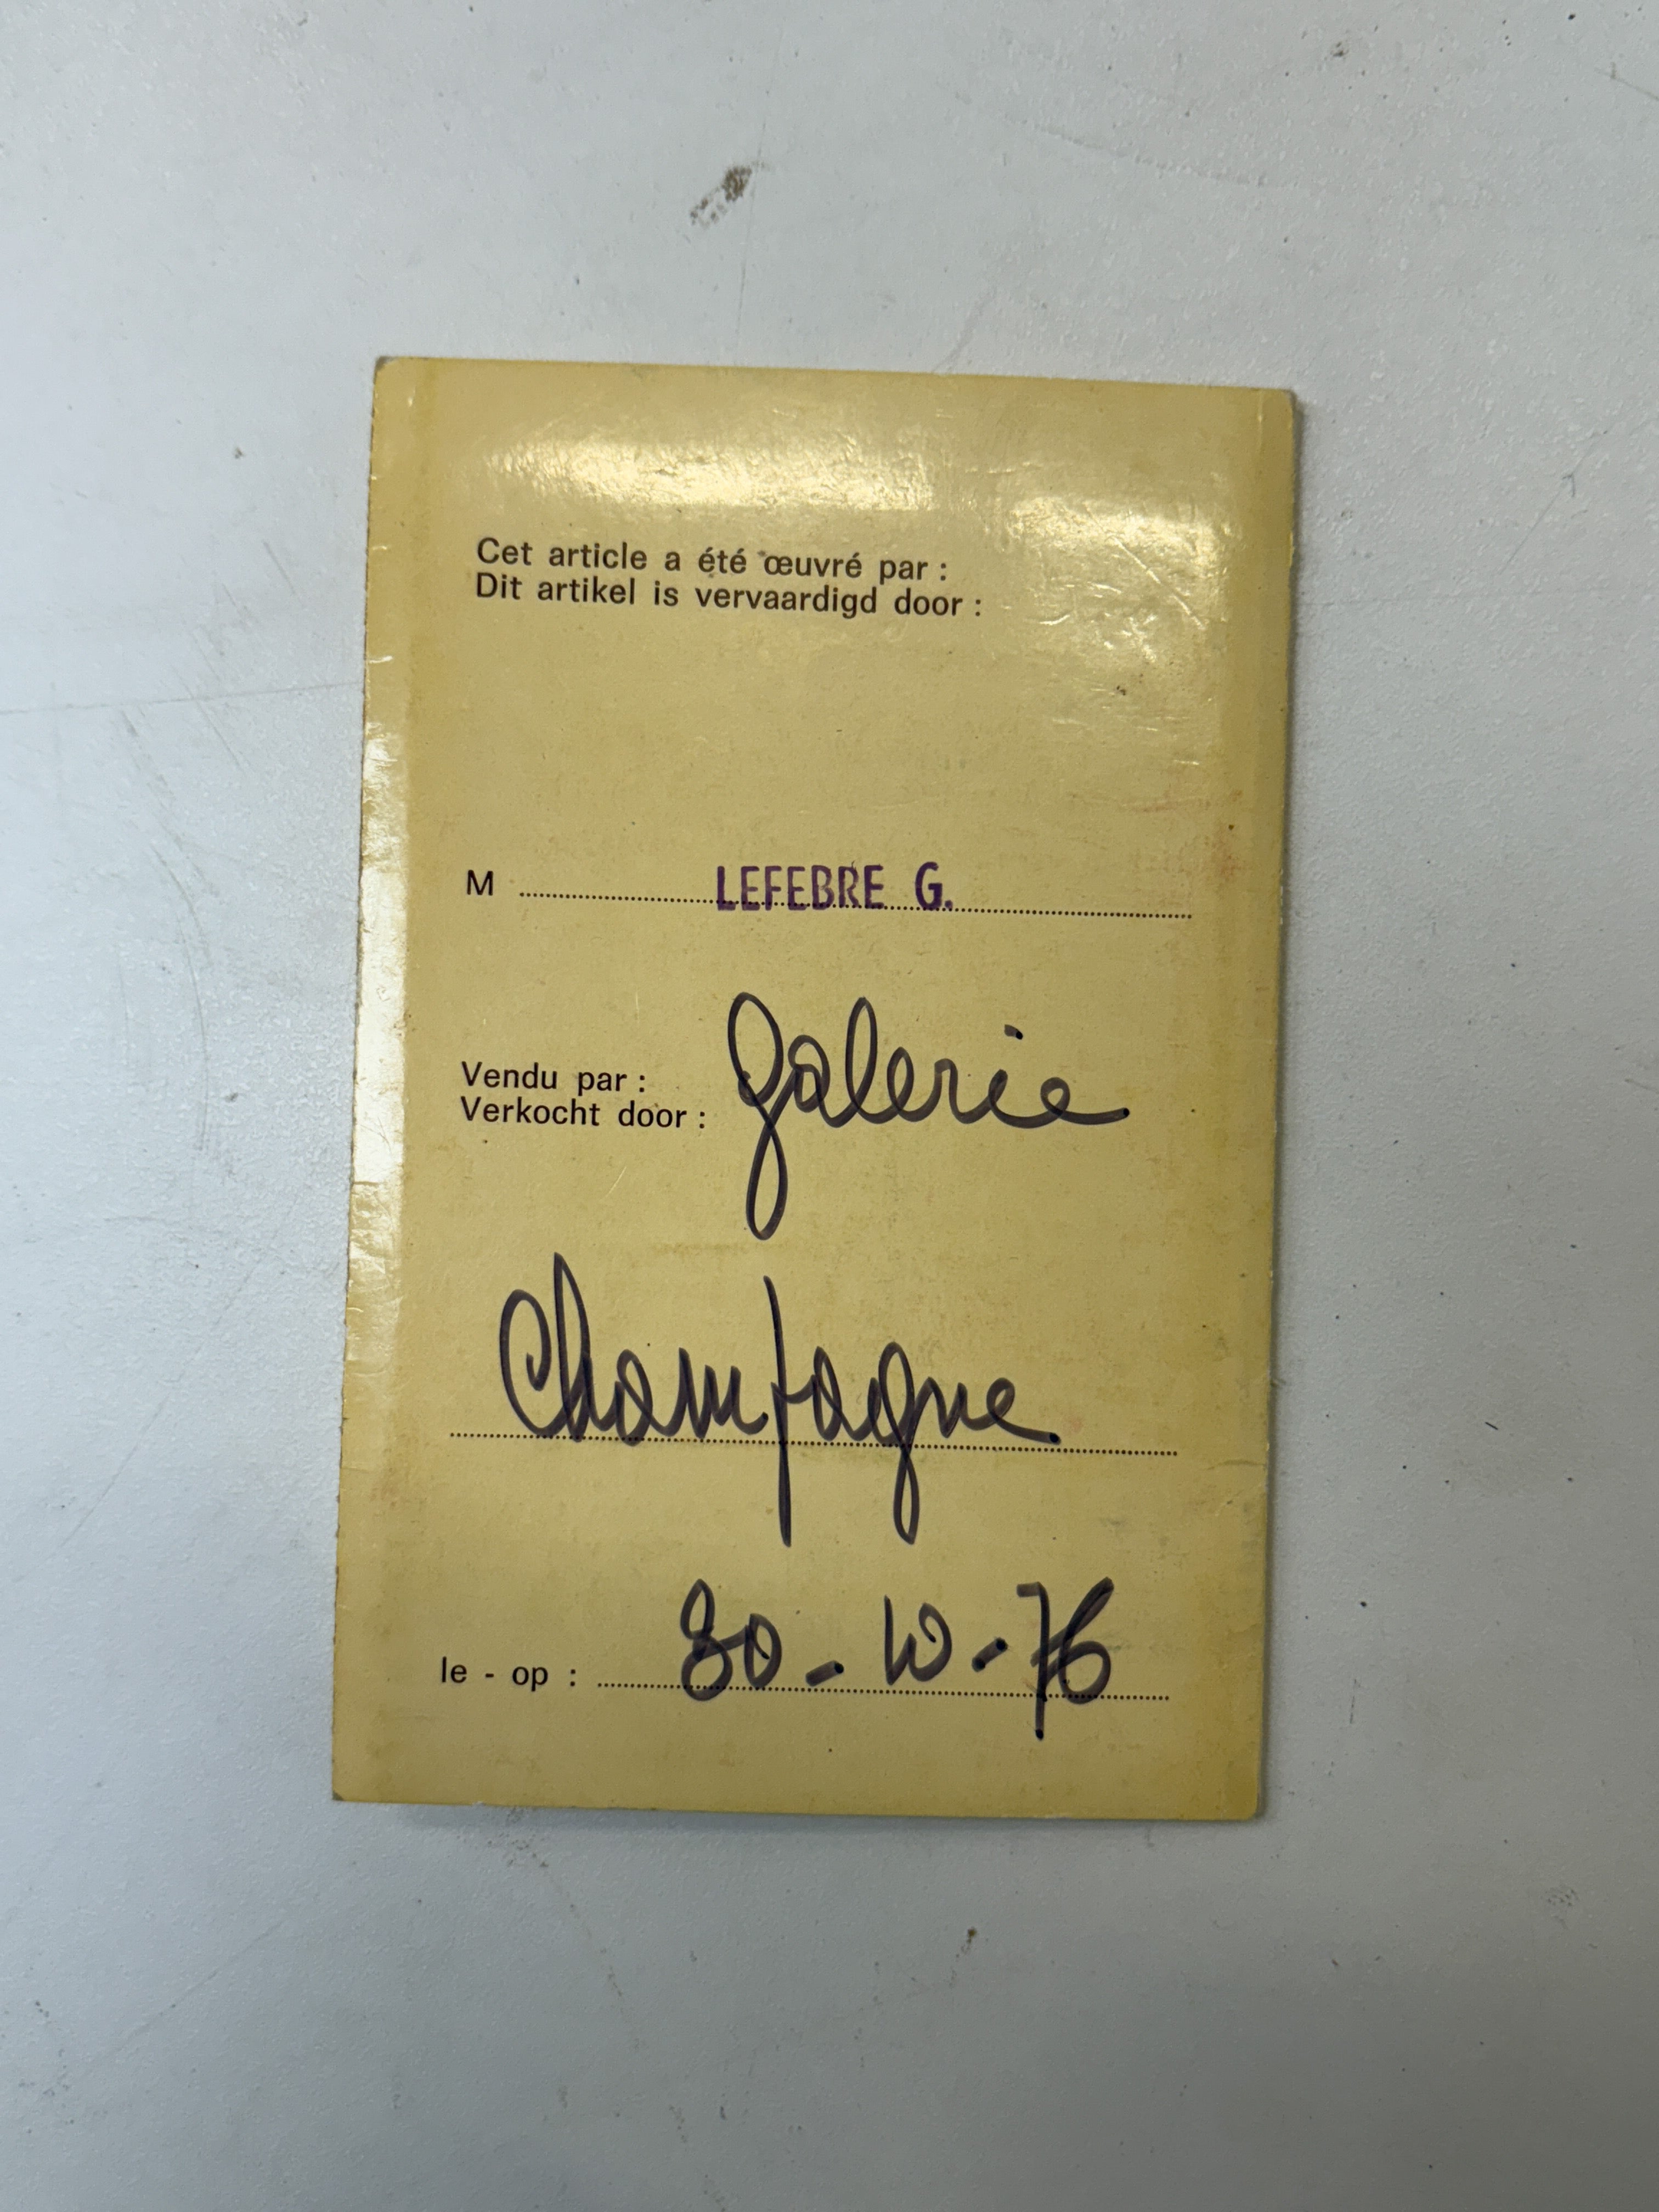 Cet article a été œuvré par :
Dit artikel is vervaardigd door :
M ........ LEFEBRE G.
Vendu par : Galerie
Verkocht door :
Champagne
le - op : 30-10-76